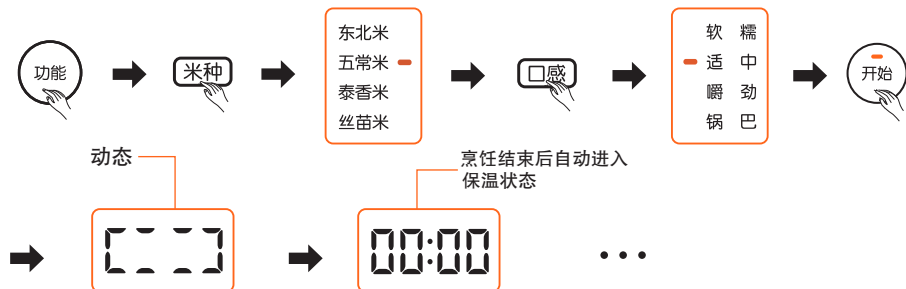 功能
米种
东北米
五常米
泰香米
丝苗米
口感
软 糯
适 中
嚼 劲
锅 巴
开始
动态
烹饪结束后自动进入
保温状态
00:00